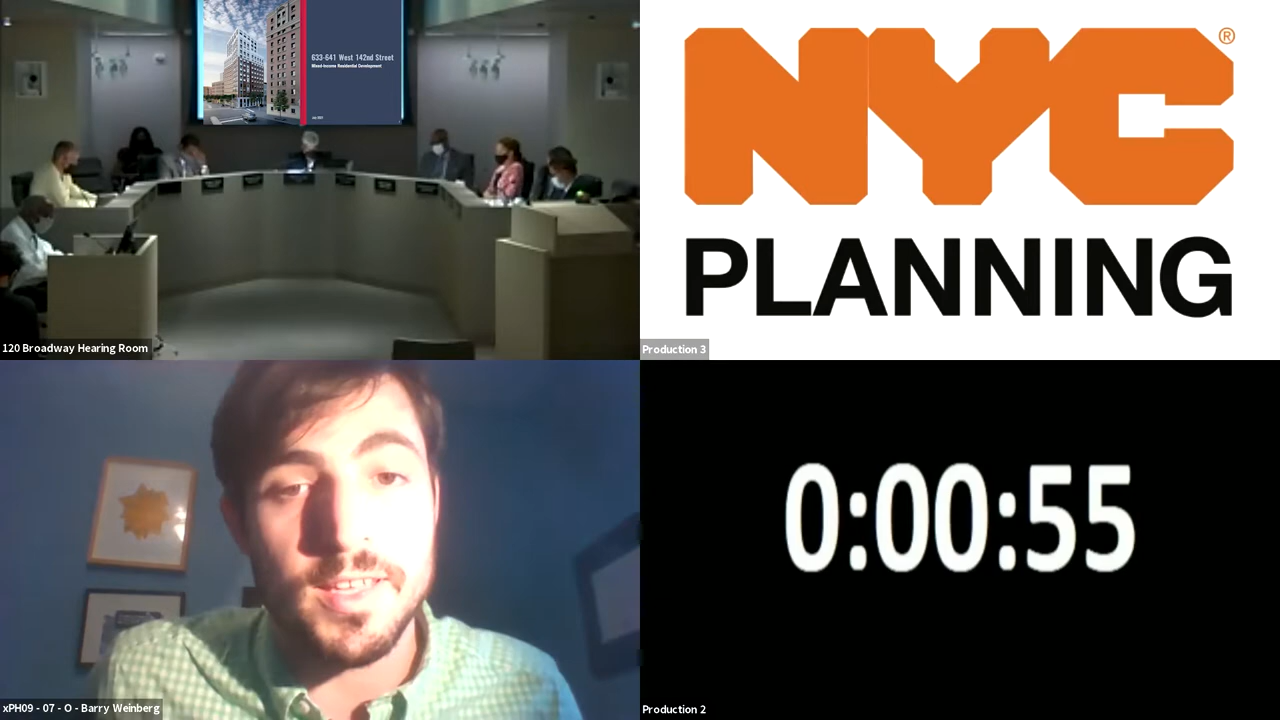 633-641 West 142nd Street
Mixed-Income Residential Development
120 Broadway Hearing Room
NYC®
PLANNING
Production 3
xPH09 - 07 - O - Barry Weinberg
0:00:55
Production 2